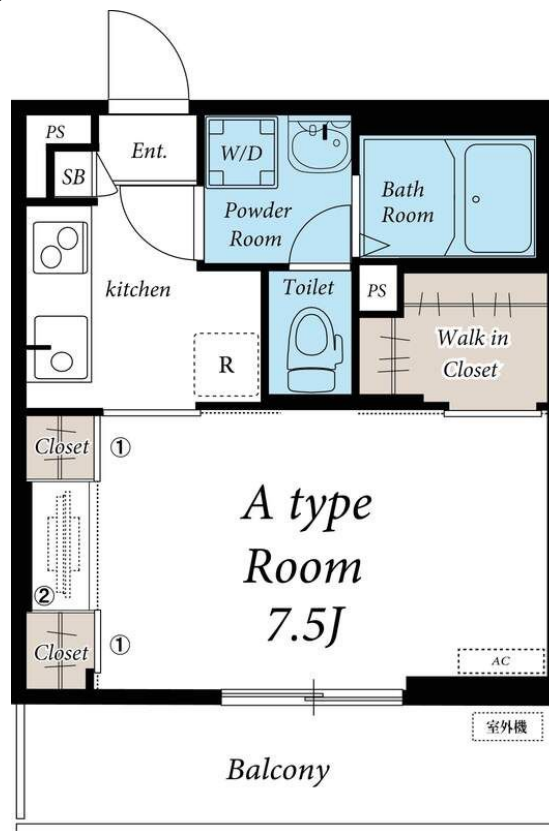 PS
Ent.
W/D
SB
Powder
Room
Bath
Room
kitchen
Toilet
PS
R
Walk in
Closet
Closet
①
A type
Room
7.5J
②
Closet
①
AC
室外機
Balcony